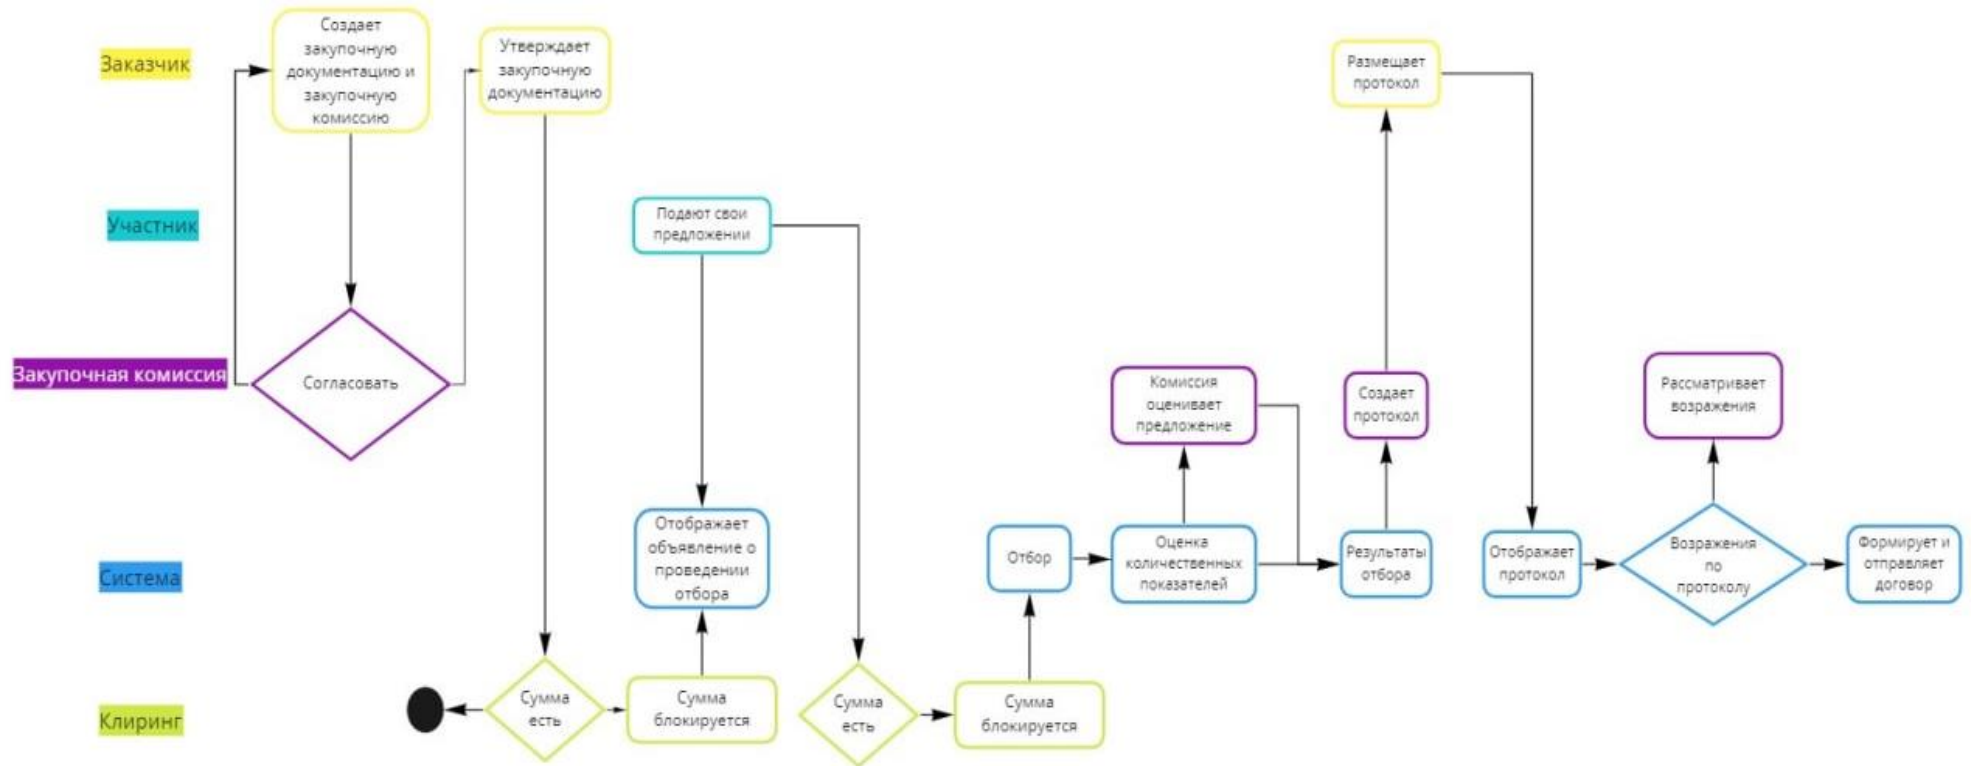 Заказчик
Создает
закупочную
документацию и
закупочную
комиссию
Утверждает
закупочную
документацию
Размещает
протокол
Участник
Подают свои
предложении
Закупочная комиссия
Согласовать
Комиссия
оценивает
предложение
Создает
протокол
Рассматривает
возражения
Система
Отображает
объявление о
проведении
отбора
Отбор
Оценка
количественных
показателей
Результаты
отбора
Отображает
протокол
Возражения
по
протоколу
Формирует и
отправляет
договор
Клиринг
Сумма
есть
Сумма
блокируется
Сумма
есть
Сумма
блокируется